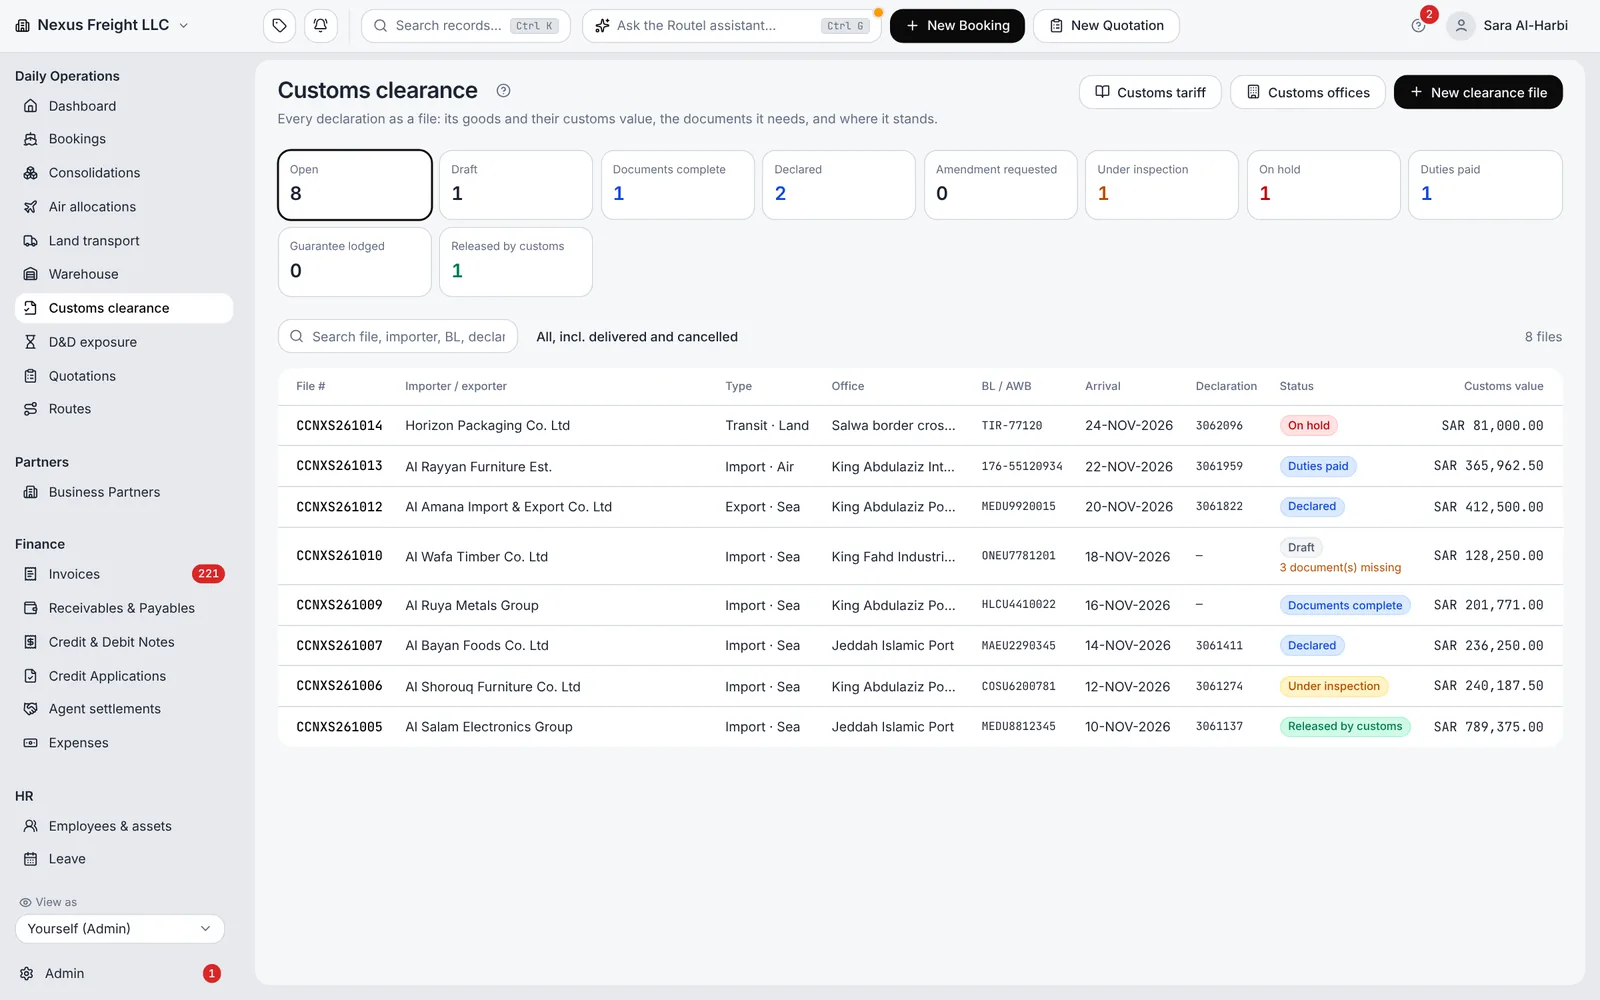 Nexus Freight LLC
Search records... Ctrl K
Ask the Routel assistant... Ctrl G
New Booking
New Quotation
2
Sara Al-Harbi
Daily Operations
Dashboard
Bookings
Consolidations
Air allocations
Land transport
Warehouse
Customs clearance
D&D exposure
Quotations
Routes
Partners
Business Partners
Finance
Invoices 221
Receivables & Payables
Credit & Debit Notes
Credit Applications
Agent settlements
Expenses
HR
Employees & assets
Leave
View as
Yourself (Admin)
Admin 1
Customs clearance
Every declaration as a file: its goods and their customs value, the documents it needs, and where it stands.
Customs tariff
Customs offices
New clearance file
Open
8
Draft
1
Documents complete
1
Declared
2
Amendment requested
0
Under inspection
1
On hold
1
Duties paid
1
Guarantee lodged
0
Released by customs
1
Search file, importer, BL, declar
All, incl. delivered and cancelled
8 files
File # Importer / exporter Type Office BL / AWB Arrival Declaration Status Customs value
CCNXS261014 Horizon Packaging Co. Ltd Transit · Land Salwa border cros... TIR-77120 24-NOV-2026 3062096 On hold SAR 81,000.00
CCNXS261013 Al Rayyan Furniture Est. Import · Air King Abdulaziz Int... 176-55120934 22-NOV-2026 3061959 Duties paid SAR 365,962.50
CCNXS261012 Al Amana Import & Export Co. Ltd Export · Sea King Abdulaziz Po... MEDU9920015 20-NOV-2026 3061822 Declared SAR 412,500.00
CCNXS261010 Al Wafa Timber Co. Ltd Import · Sea King Fahd Industri... ONEU7781201 18-NOV-2026 – Draft SAR 128,250.00
3 document(s) missing
CCNXS261009 Al Ruya Metals Group Import · Sea King Abdulaziz Po... HLCU4410022 16-NOV-2026 – Documents complete SAR 201,771.00
CCNXS261007 Al Bayan Foods Co. Ltd Import · Sea Jeddah Islamic Port MAEU2290345 14-NOV-2026 3061411 Declared SAR 236,250.00
CCNXS261006 Al Shorouq Furniture Co. Ltd Import · Sea King Abdulaziz Po... COSU6200781 12-NOV-2026 3061274 Under inspection SAR 240,187.50
CCNXS261005 Al Salam Electronics Group Import · Sea Jeddah Islamic Port MEDU8812345 10-NOV-2026 3061137 Released by customs SAR 789,375.00